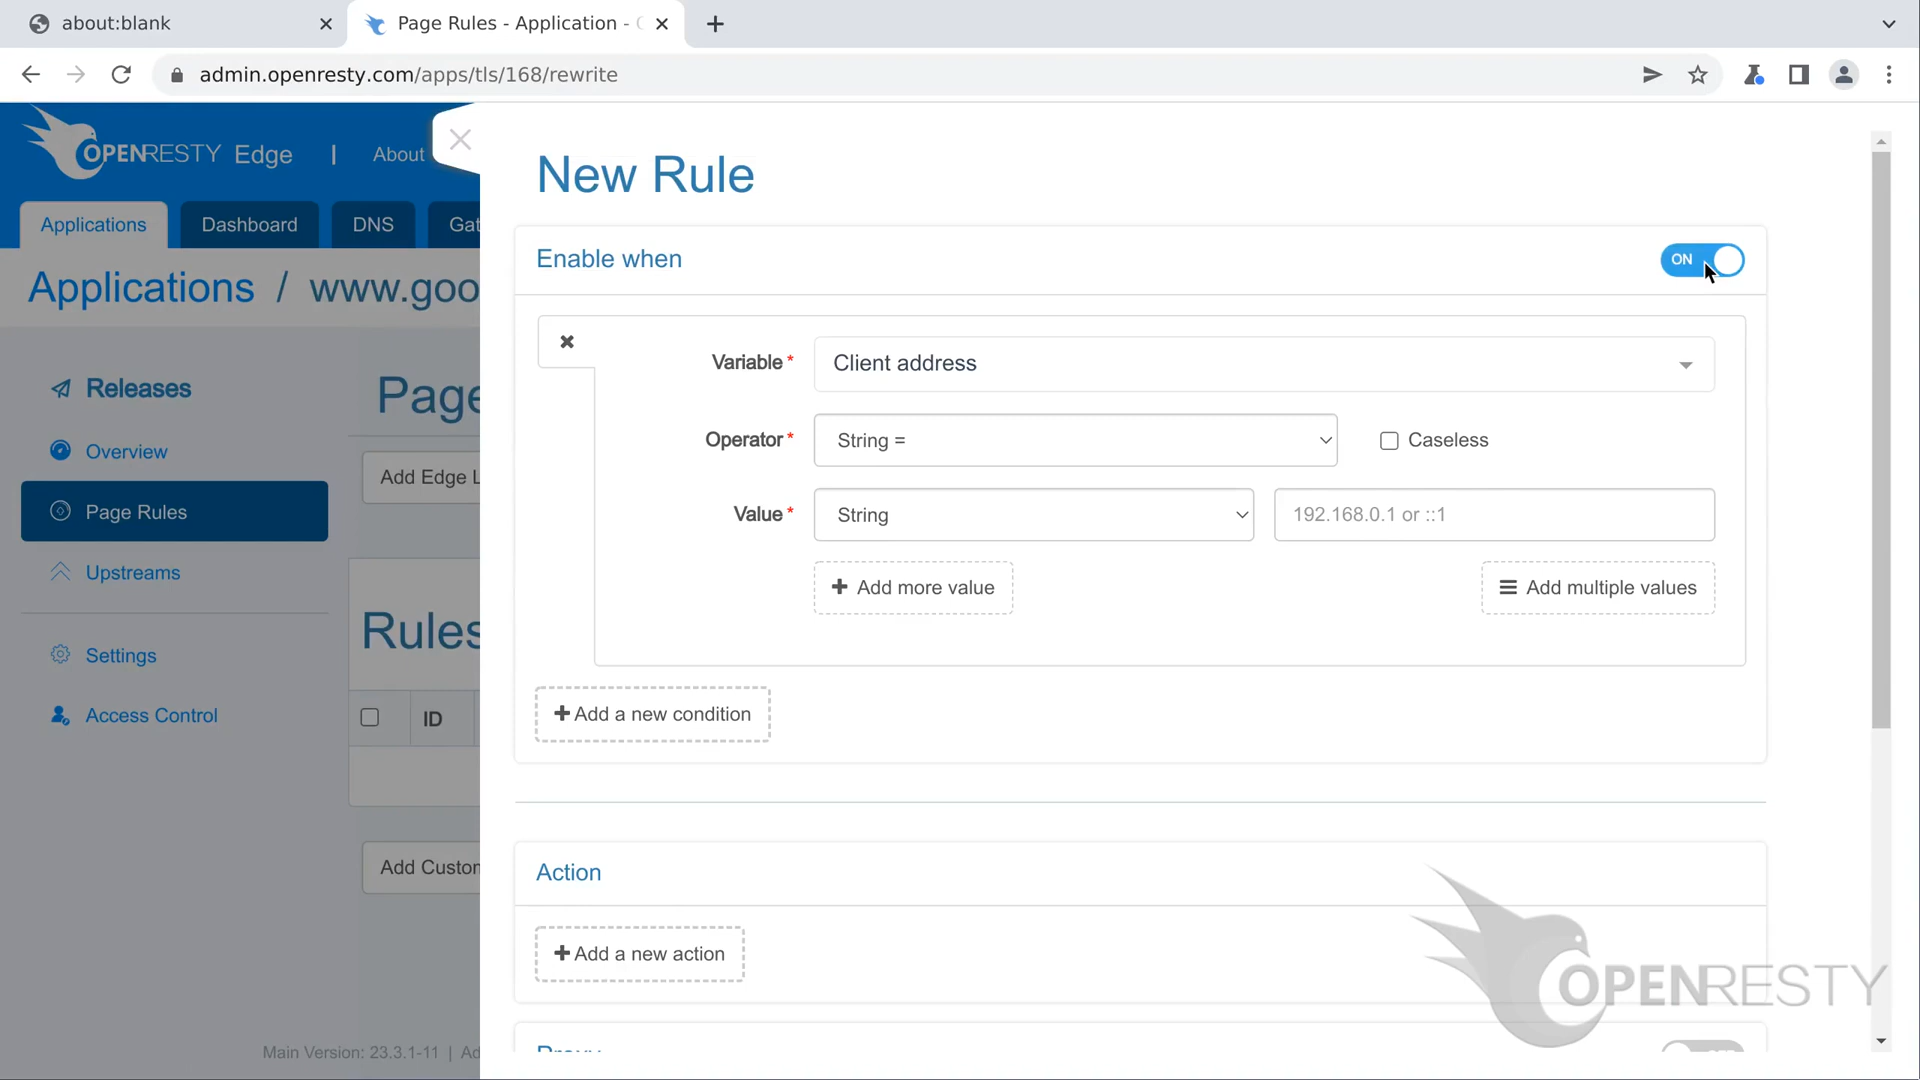 about:blank
Page Rules - Application -
admin.openresty.com/apps/tls/168/rewrite
OPENRESTY Edge | About
Applications
Dashboard
DNS
Applications / www.goo
Releases
Overview
Page Rules
Upstreams
Settings
Access Control
Page
Add Edge L
Rules
ID
Add Custom
Main Version: 23.3.1-11 | Ad
New Rule
Enable when
ON
Variable *
Client address
Operator *
String =
Caseless
Value *
String
192.168.0.1 or ::1
Add more value
Add multiple values
Add a new condition
Action
Add a new action
Proxy
OPENRESTY